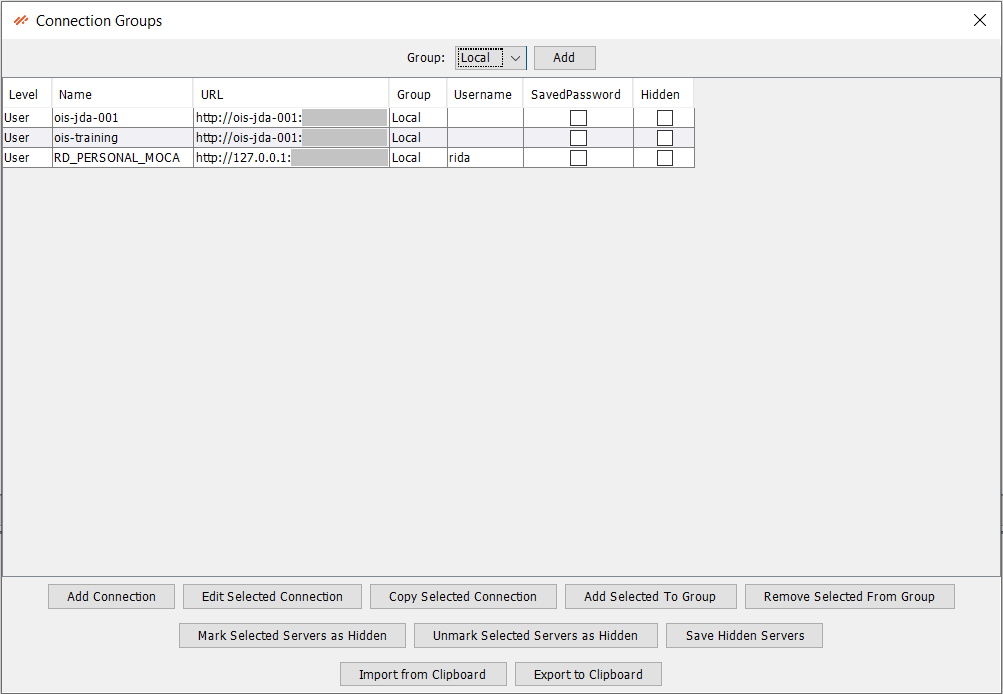 Connection Groups
Group: Local Add
Level Name URL Group Username SavedPassword Hidden
User ois-jda-001 http://ois-jda-001: Local
User ois-training http://ois-jda-001: Local
User RD_PERSONAL_MOCA http://127.0.0.1: Local rida
Add Connection Edit Selected Connection Copy Selected Connection Add Selected To Group Remove Selected From Group
Mark Selected Servers as Hidden Unmark Selected Servers as Hidden Save Hidden Servers
Import from Clipboard Export to Clipboard